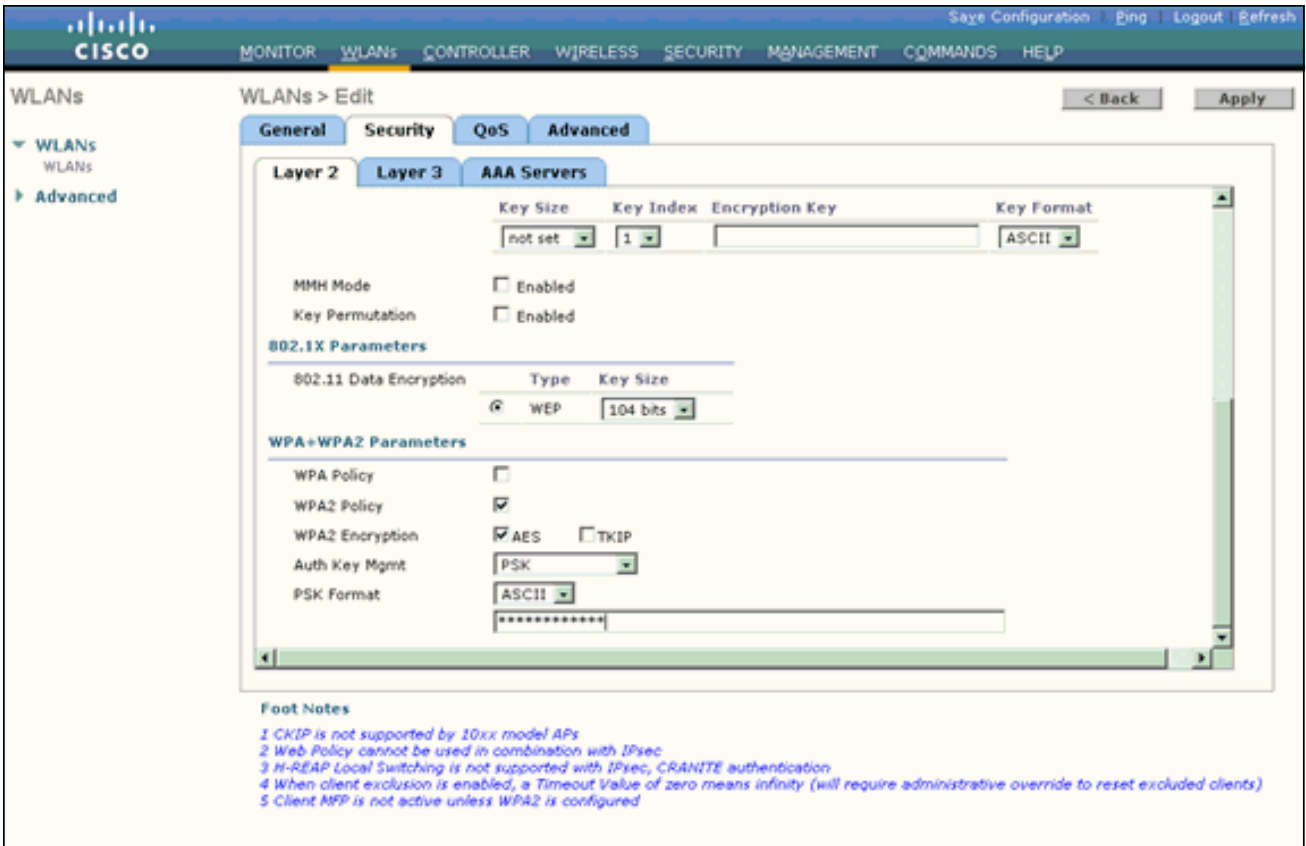 Save Configuration | Ping | Logout | Refresh
CISCO
MONITOR WLANs CONTROLLER WIRELESS SECURITY MANAGEMENT COMMANDS HELP
WLANs
WLANs > Edit
< Back
Apply
General Security QoS Advanced
WLANs
WLANs
Advanced
Layer 2 Layer 3 AAA Servers
Key Size Key Index Encryption Key Key Format
not set 1 ASCII
MMH Mode Enabled
Key Permutation Enabled
802.1X Parameters
802.11 Data Encryption Type Key Size
WEP 104 bits
WPA+WPA2 Parameters
WPA Policy
WPA2 Policy
WPA2 Encryption AES TKIP
Auth Key Mgmt PSK
PSK Format ASCII
************
Foot Notes
1 CKIP is not supported by 10xx model APs
2 Web Policy cannot be used in combination with IPsec
3 H-REAP Local Switching is not supported with IPsec, CRANITE authentication
4 When client exclusion is enabled, a Timeout Value of zero means infinity (will require administrative override to reset excluded clients)
5 Client MFP is not active unless WPA2 is configured